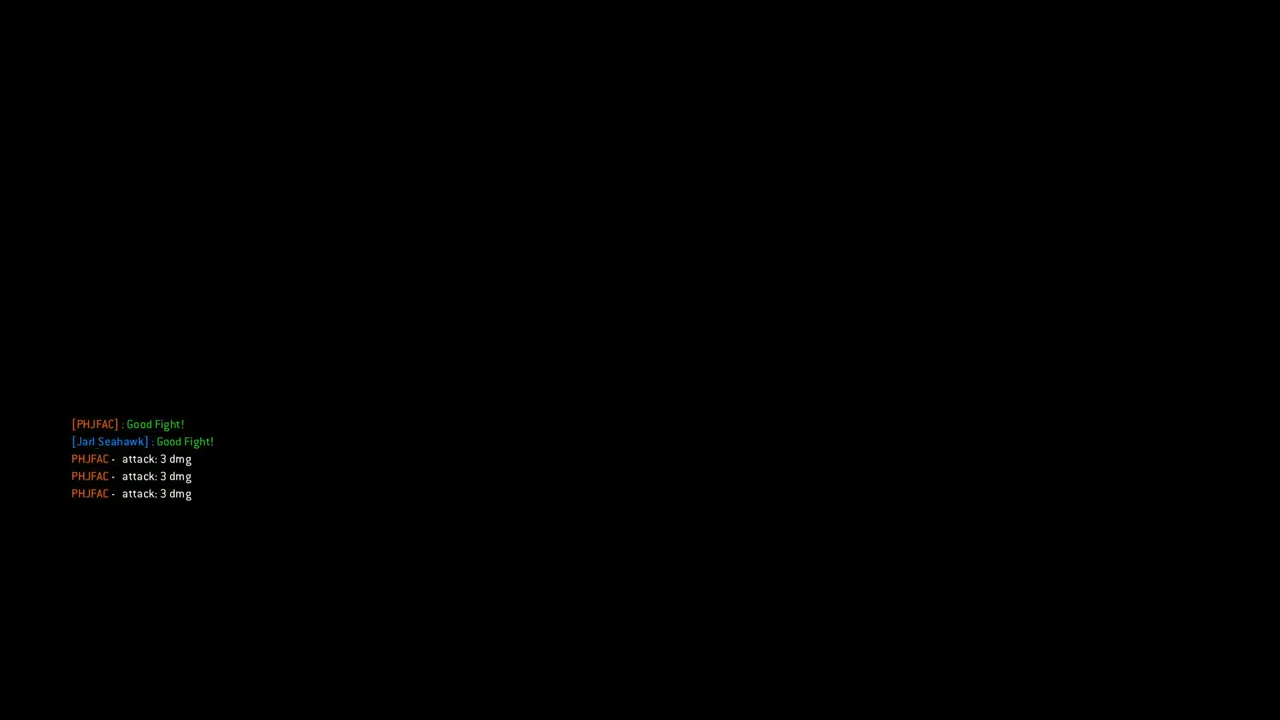 [PHJFAC] : Good Fight!
[Jarl Seahawk] : Good Fight!
PHJFAC - attack: 3 dmg
PHJFAC - attack: 3 dmg
PHJFAC - attack: 3 dmg